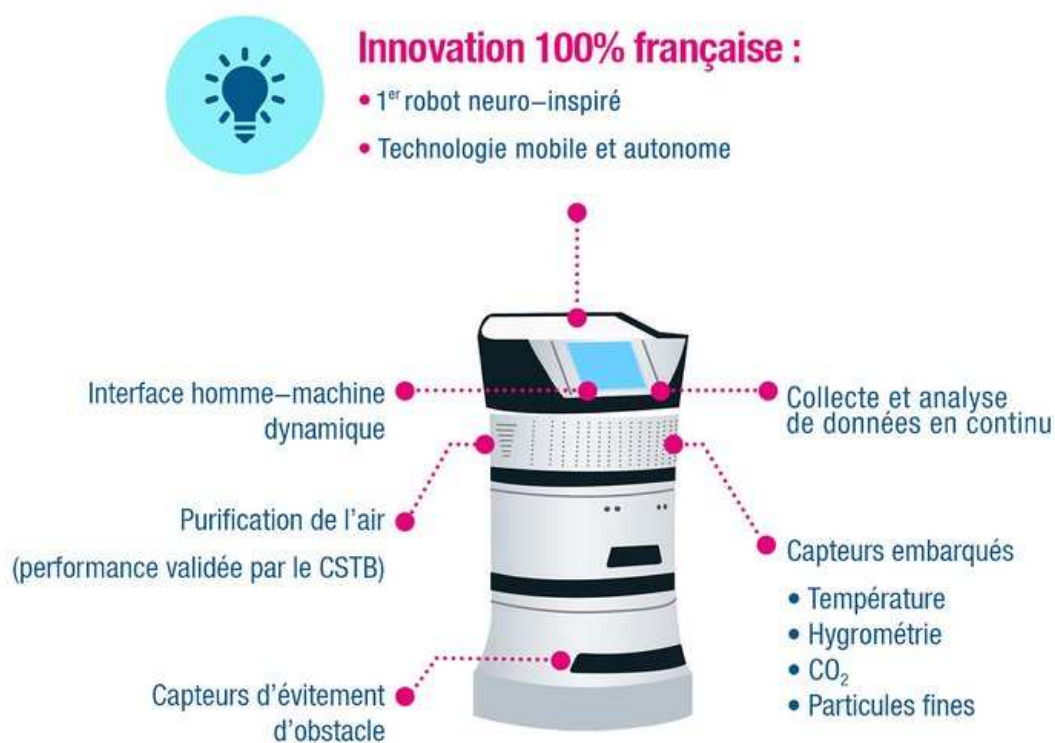 Innovation 100% française :
• 1er robot neuro–inspiré
• Technologie mobile et autonome
Interface homme–machine
dynamique
Collecte et analyse
de données en continu
Purification de l’air
(performance validée par le CSTB)
Capteurs embarqués
• Température
• Hygrométrie
• CO₂
• Particules fines
Capteurs d’évitement
d’obstacle